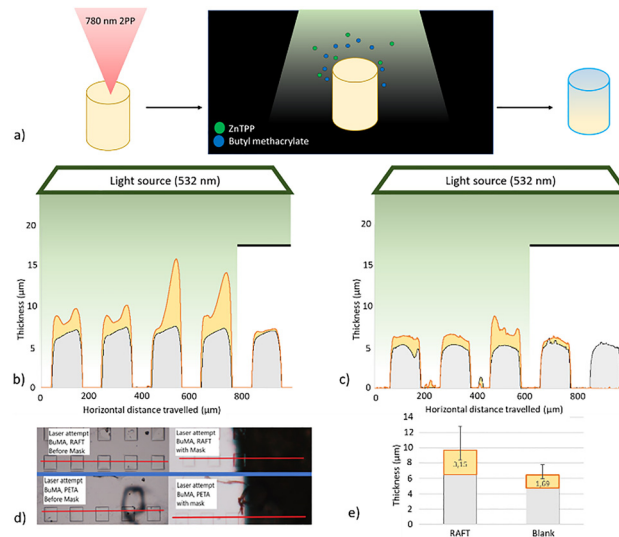 780 nm 2PP
ZnTPP
Butyl methacrylate
a)
Light source (532 nm)
Thickness (μm)
20
15
10
5
0
200
400
600
800
Horizontal distance travelled (μm)
b)
Light source (532 nm)
Thickness (μm)
20
15
10
5
0
200
400
600
800
Horizontal distance travelled (μm)
c)
Laser attempt
BuMA, RAFT
Before Mask
Laser attempt
BuMA, RAFT
with Mask
Laser attempt
BuMA, PETA
Before Mask
Laser attempt
BuMA, PETA
with mask
d)
Thickness (μm)
14
12
10
8
6
4
2
0
3,15
1,69
RAFT
Blank
e)